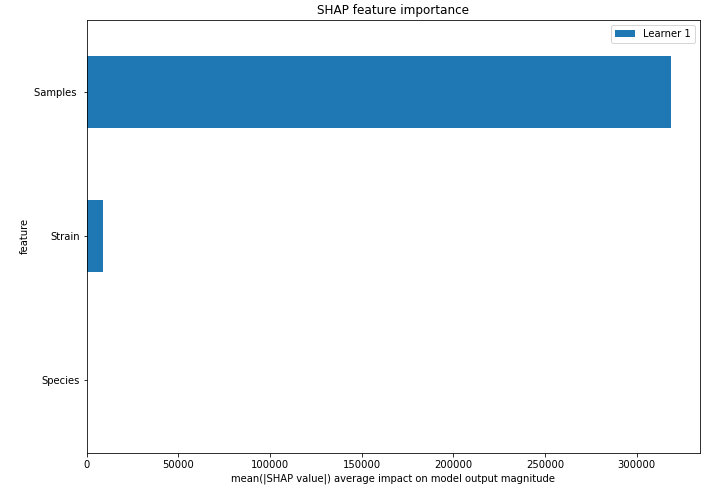 SHAP feature importance
Learner 1
Samples
Strain
Species
feature
0 50000 100000 150000 200000 250000 300000
mean(|SHAP value|) average impact on model output magnitude